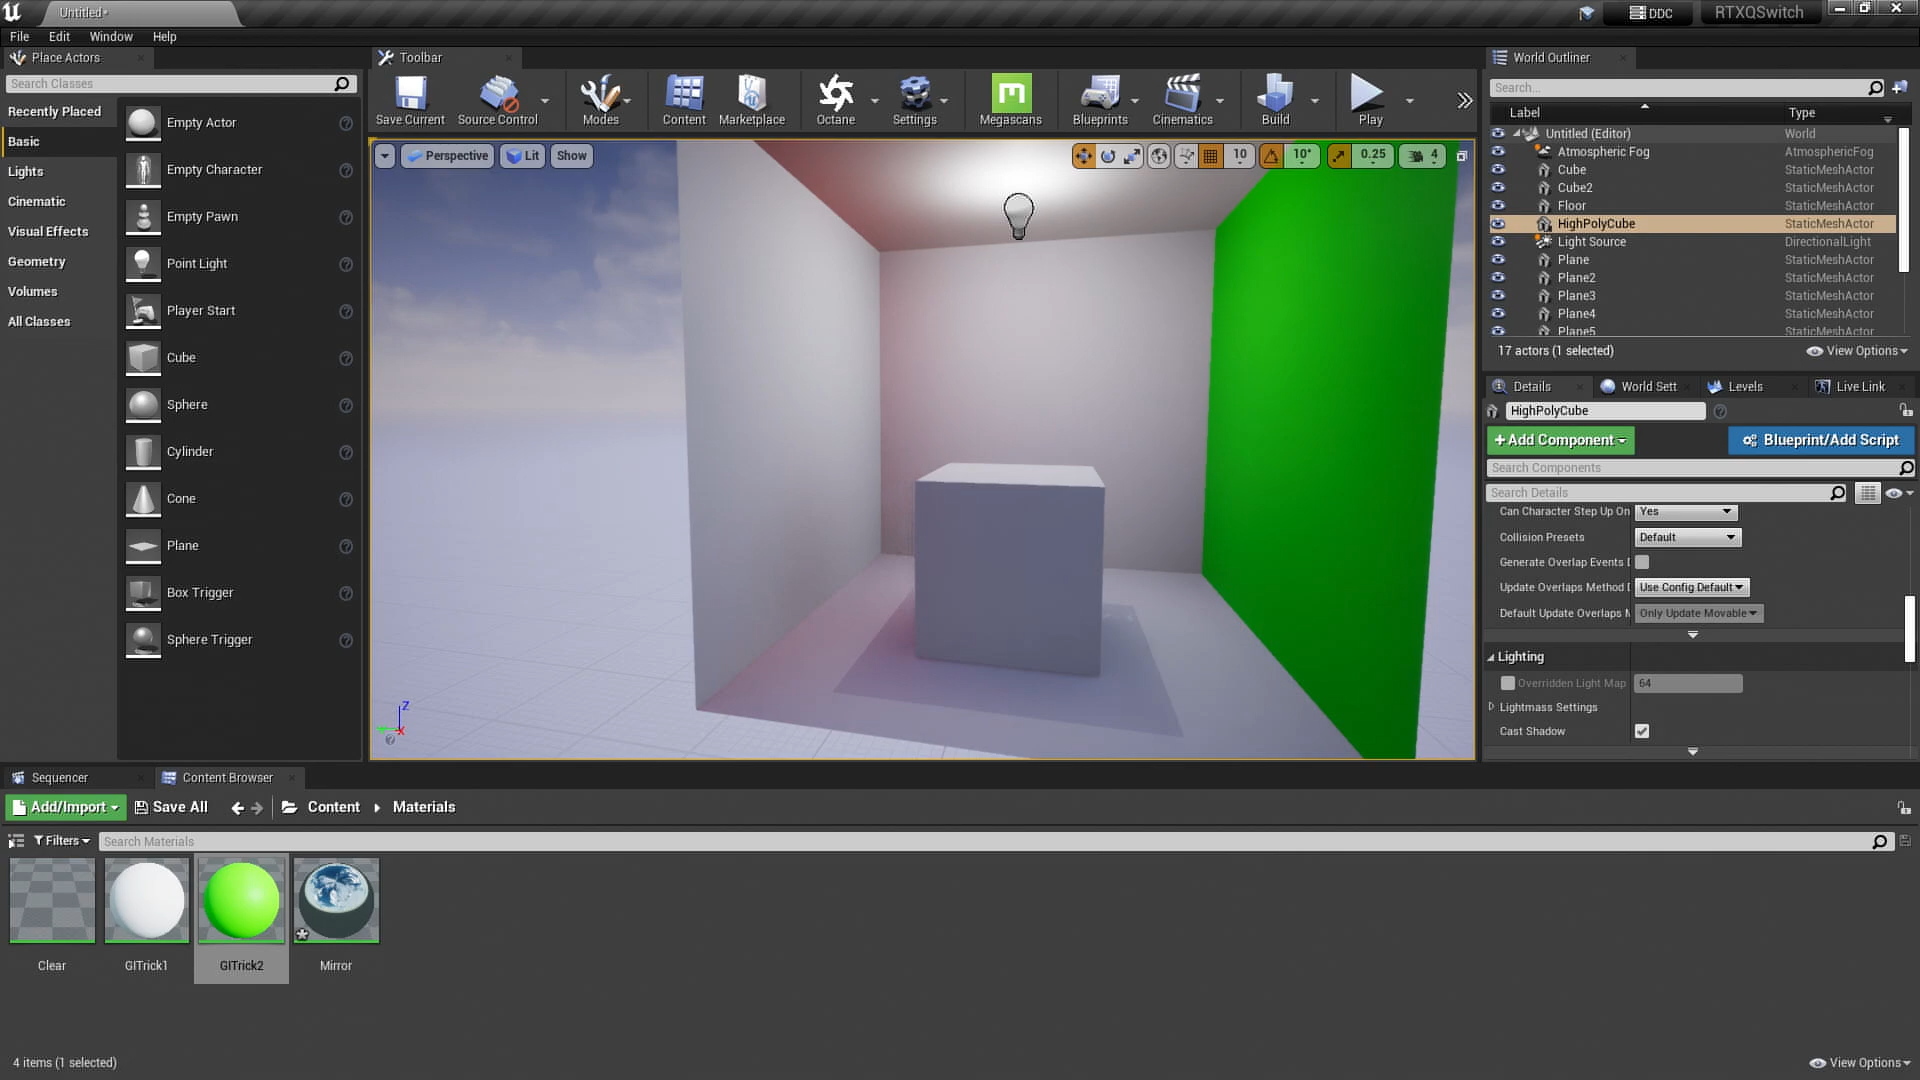 Untitled•
DDC
RTXQSwitch
File
Edit
Window
Help
Place Actors
Search Classes
Recently Placed
Basic
Lights
Cinematic
Visual Effects
Geometry
Volumes
All Classes
Empty Actor
Empty Character
Empty Pawn
Point Light
Player Start
Cube
Sphere
Cylinder
Cone
Plane
Box Trigger
Sphere Trigger
Toolbar
Save Current
Source Control
Modes
Content
Marketplace
Octane
Settings
Megascans
Blueprints
Cinematics
Build
Play
Perspective
Lit
Show
10
10°
0.25
4
Z
X
World Outliner
Search...
Label
Type
Untitled (Editor)
World
Atmospheric Fog
AtmosphericFog
Cube
StaticMeshActor
Cube2
StaticMeshActor
Floor
StaticMeshActor
HighPolyCube
StaticMeshActor
Light Source
DirectionalLight
Plane
StaticMeshActor
Plane2
StaticMeshActor
Plane3
StaticMeshActor
Plane4
StaticMeshActor
Plane5
StaticMeshActor
17 actors (1 selected)
View Options
Details
World Sett
Levels
Live Link
HighPolyCube
+Add Component
Blueprint/Add Script
Search Components
Search Details
Can Character Step Up On
Yes
Collision Presets
Default
Generate Overlap Events
Update Overlaps Method
Use Config Default
Default Update Overlaps
Only Update Movable
Lighting
Overridden Light Map
64
Lightmass Settings
Cast Shadow
Sequencer
Content Browser
Add/Import
Save All
Content
Materials
Filters
Search Materials
Clear
GITrick1
GITrick2
Mirror
4 items (1 selected)
View Options